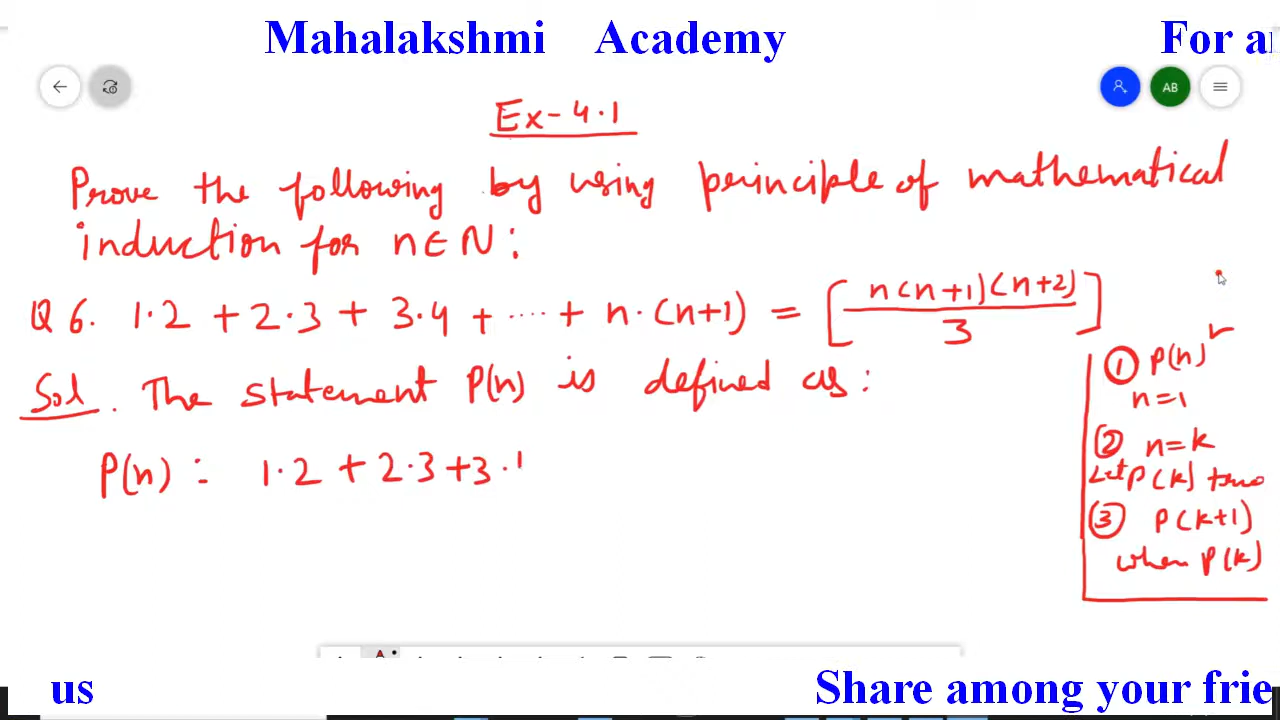 Mahalakshmi Academy For an
AB
Ex-4.1
Prove the following by using principle of mathematical
induction for n∈N:
Q 6. 1·2 + 2·3 + 3·4 + ··· + n·(n+1) = [n(n+1)(n+2)/3]
Sol. The statement P(n) is defined as:
P(n): 1·2 + 2·3 + 3·
① P(n) ✓
n=1
② n=k
Let P(k) true
③ P(k+1)
when P(k)
us Share among your frie